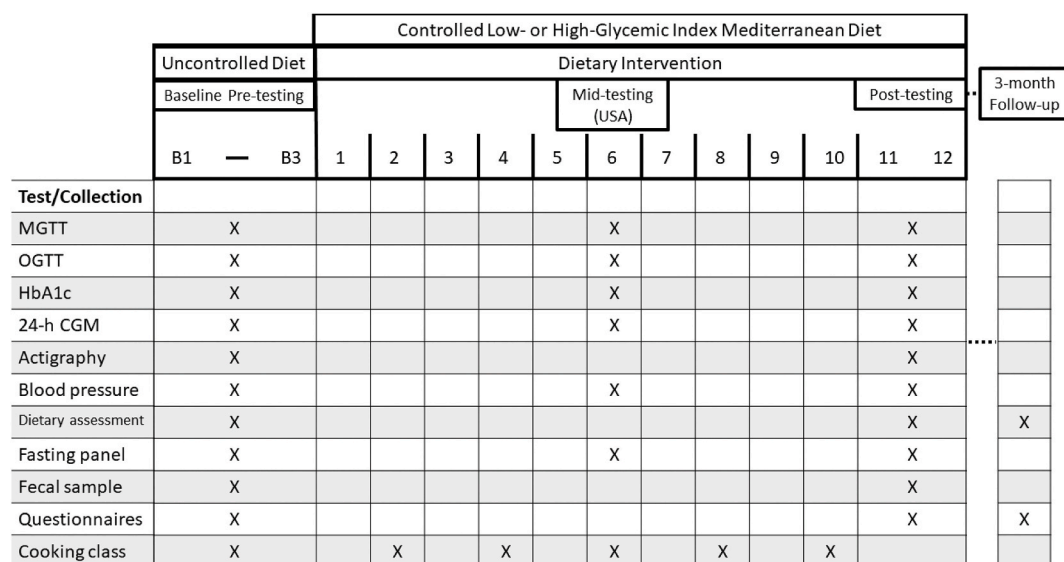 Controlled Low- or High-Glycemic Index Mediterranean Diet
Uncontrolled Diet Dietary Intervention
Baseline Pre-testing Mid-testing (USA) Post-testing 3-month Follow-up
B1 — B3 1 2 3 4 5 6 7 8 9 10 11 12
Test/Collection
MGTT X X X
OGTT X X X
HbA1c X X X
24-h CGM X X X
Actigraphy X X
Blood pressure X X X
Dietary assessment X X X
Fasting panel X X X
Fecal sample X X
Questionnaires X X X
Cooking class X X X X X X